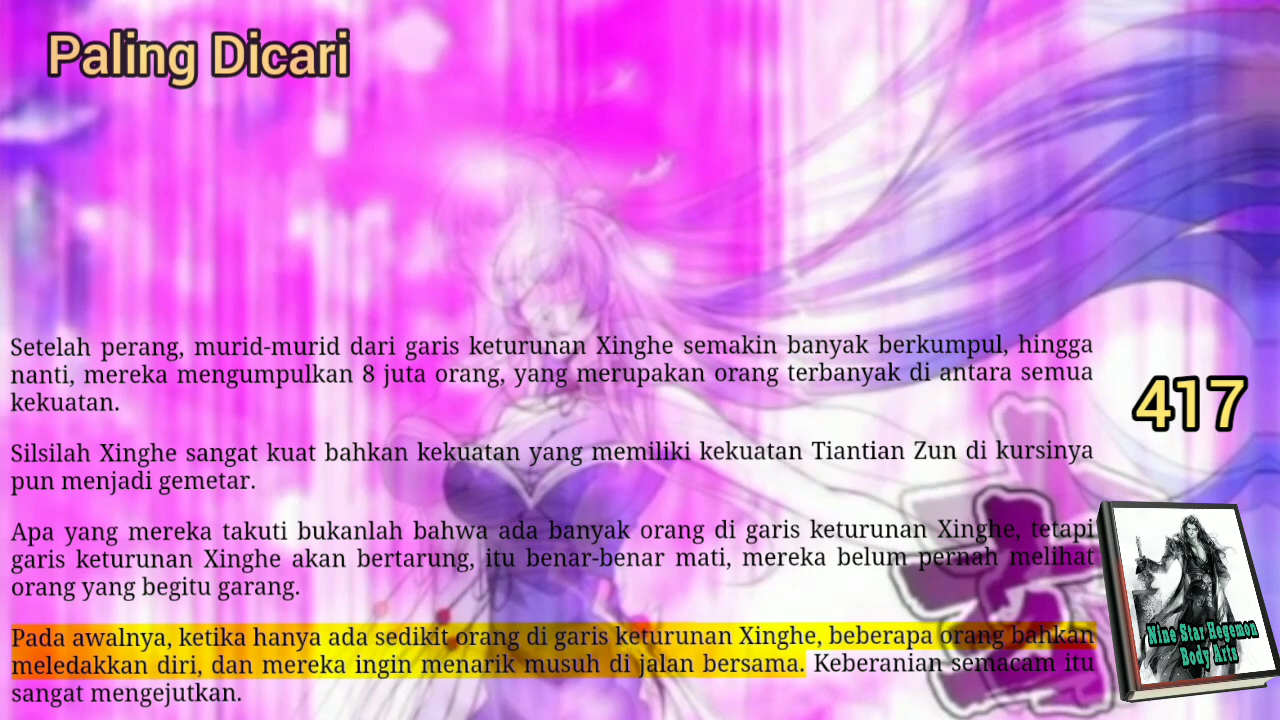 Paling Dicari
Setelah perang, murid-murid dari garis keturunan Xinghe semakin banyak berkumpul, hingga
nanti, mereka mengumpulkan 8 juta orang, yang merupakan orang terbanyak di antara semua
kekuatan.
Silsilah Xinghe sangat kuat bahkan kekuatan yang memiliki kekuatan Tiantian Zun di kursinya
pun menjadi gemetar.
Apa yang mereka takuti bukanlah bahwa ada banyak orang di garis keturunan Xinghe, tetapi
garis keturunan Xinghe akan bertarung, itu benar-benar mati, mereka belum pernah melihat
orang yang begitu garang.
Pada awalnya, ketika hanya ada sedikit orang di garis keturunan Xinghe, beberapa orang bahkan
meledakkan diri, dan mereka ingin menarik musuh di jalan bersama. Keberanian semacam itu
sangat mengejutkan.
417
Nine Star Hegemon
Body Arts